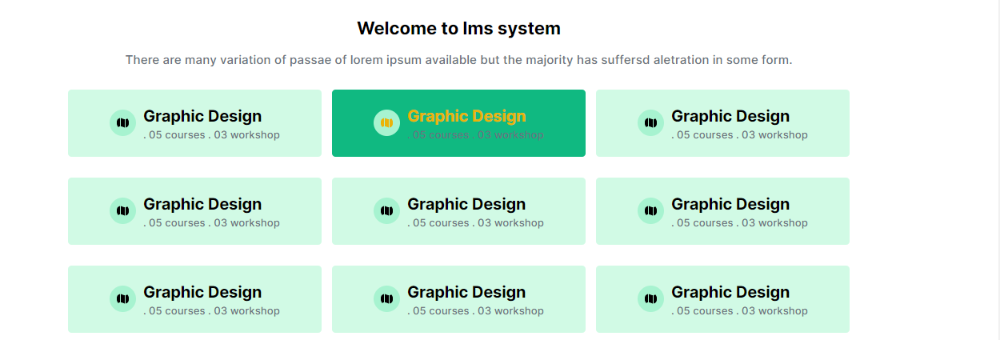 Welcome to lms system
There are many variation of passae of lorem ipsum available but the majority has suffersd aletration in some form.
Graphic Design
. 05 courses . 03 workshop
Graphic Design
. 05 courses . 03 workshop
Graphic Design
. 05 courses . 03 workshop
Graphic Design
. 05 courses . 03 workshop
Graphic Design
. 05 courses . 03 workshop
Graphic Design
. 05 courses . 03 workshop
Graphic Design
. 05 courses . 03 workshop
Graphic Design
. 05 courses . 03 workshop
Graphic Design
. 05 courses . 03 workshop